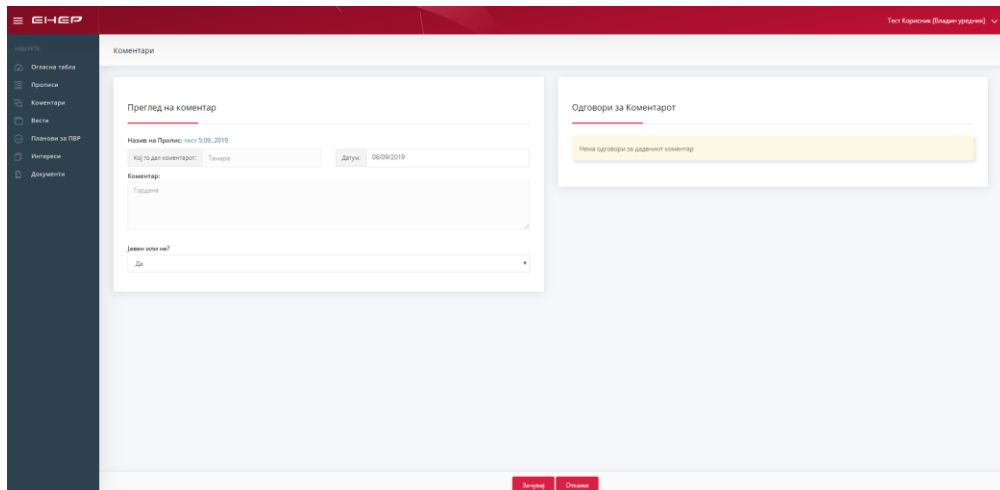 ЕНЕР
Тест Корисник [Владин уредник]
Огласна табла
Прописи
Коментари
Вести
Планови за ПВР
Интереси
Документи
Коментари
Преглед на коментар
Назив на Пропис: тест 5.09..2019
Кој го дал коментарот: Тамара
Датум: 06/09/2019
Коментар:
Гордана
Јавен или не?
Да
Одговори за Коментарот
Нема одговори за дадениот коментар
Зачувај
Откажи